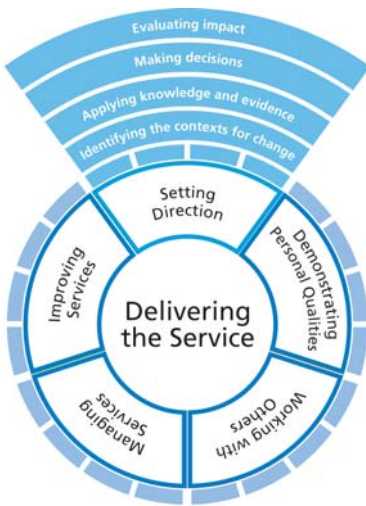 Evaluating impact
Making decisions
Applying knowledge and evidence
Identifying the contexts for change
Setting
Direction
Demonstrating
Personal Qualities
Working with
Others
Managing
Services
Improving
Services
Delivering
the Service